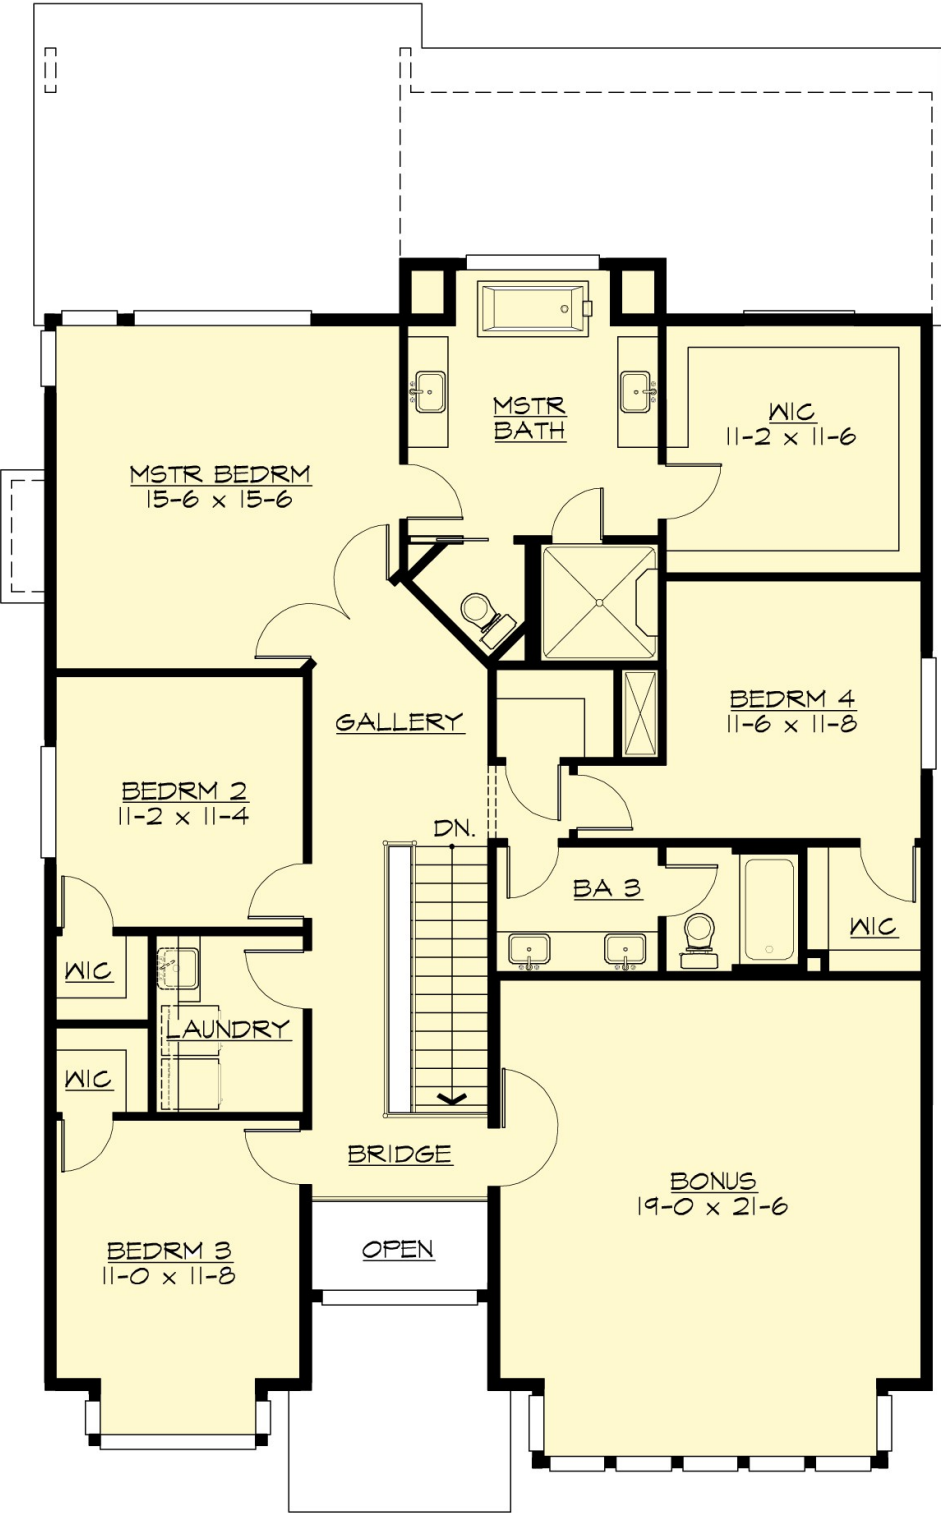 MSTR
BATH
WIC
11-2 x 11-6
MSTR BEDRM
15-6 x 15-6
BEDRM 4
11-6 x 11-8
GALLERY
BEDRM 2
11-2 x 11-4
DN.
BA 3
WIC
WIC
LAUNDRY
WIC
BRIDGE
BONUS
19-0 x 21-6
OPEN
BEDRM 3
11-0 x 11-8